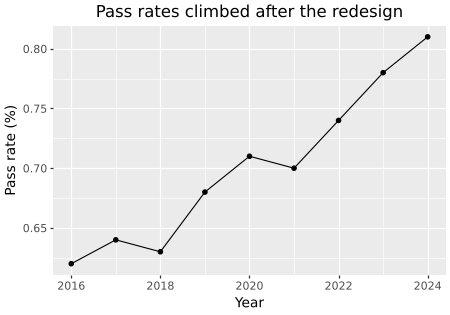 Pass rates climbed after the redesign
0.80
0.75
0.70
0.65
Pass rate (%)
2016 2018 2020 2022 2024
Year